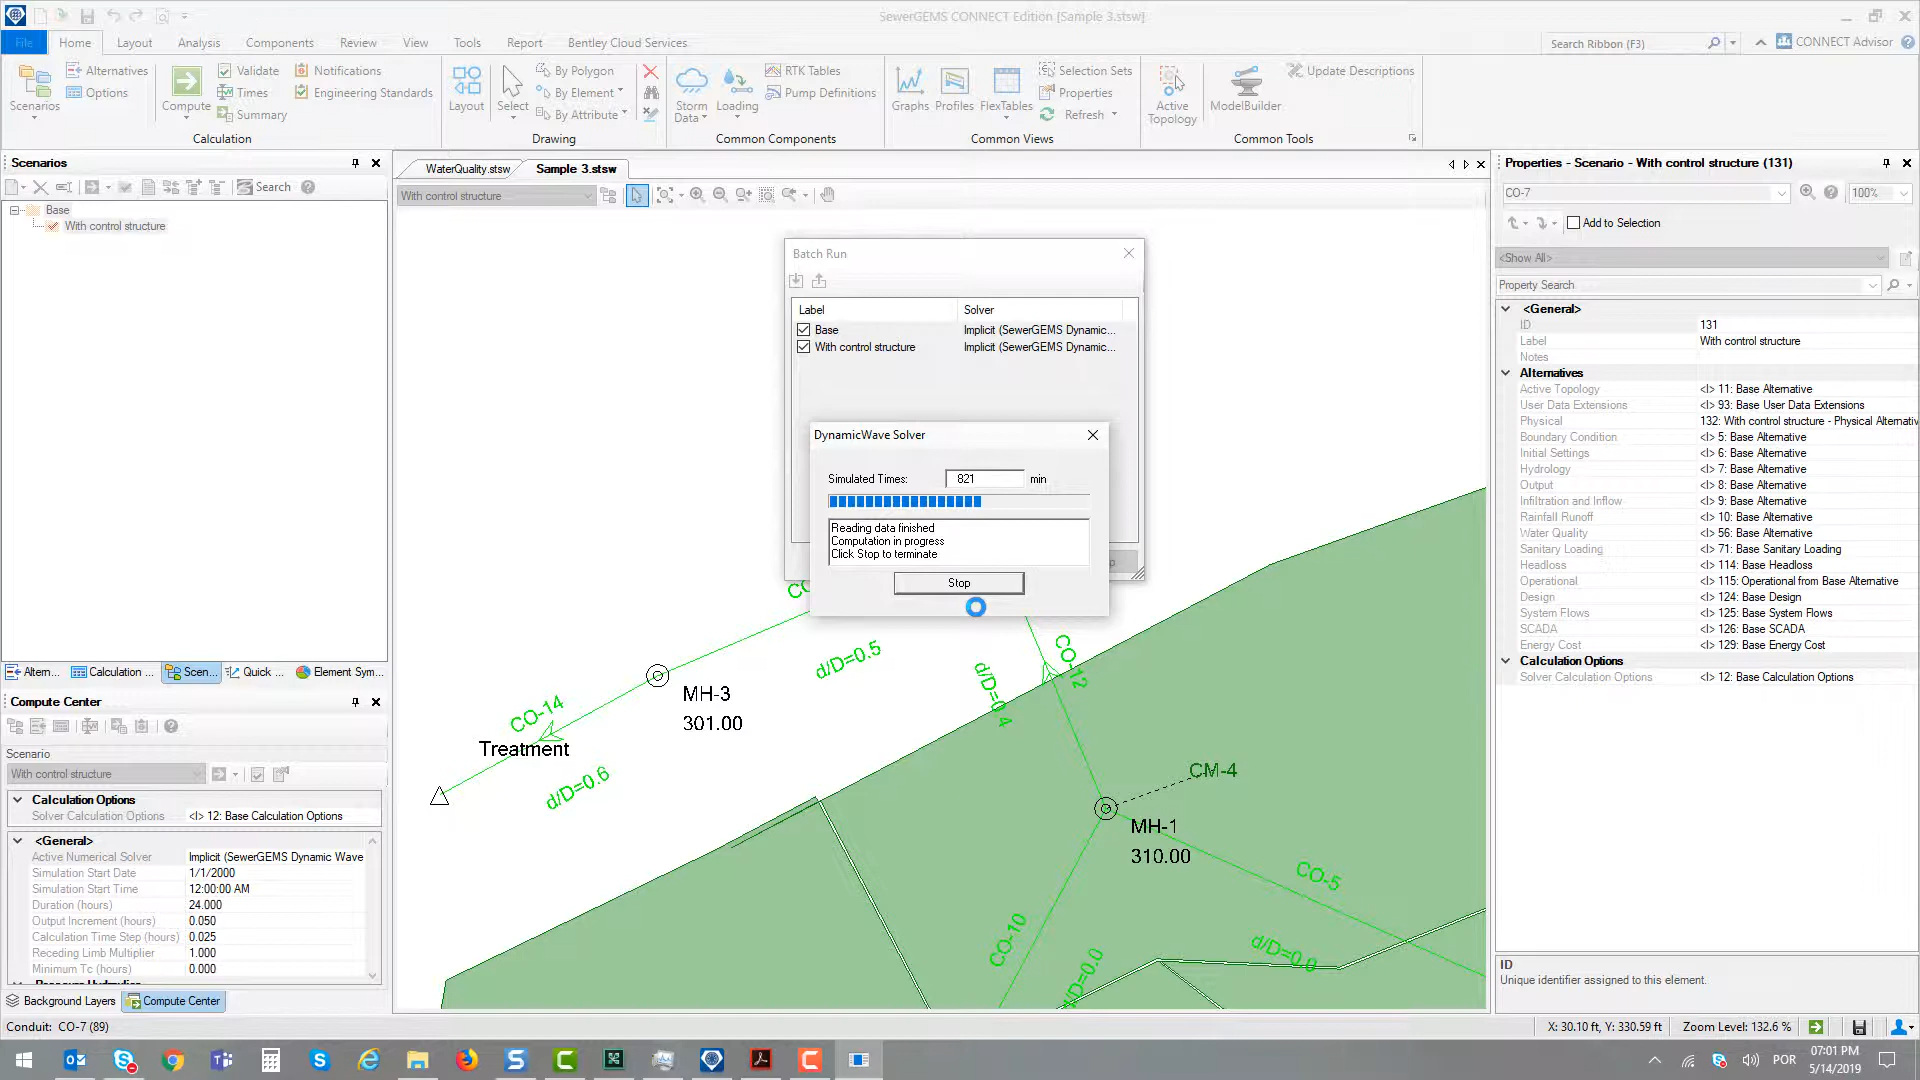 SewerGEMS CONNECT Edition [Sample 3.stsw]
File Home Layout Analysis Components Review View Tools Report Bentley Cloud Services
Search Ribbon (F3)
CONNECT Advisor
Scenarios
Alternatives
Options
Compute
Validate
Times
Summary
Notifications
Engineering Standards
Calculation
Layout
Select
By Polygon
By Element
By Attribute
Drawing
Storm Data
Loading
RTK Tables
Pump Definitions
Common Components
Graphs
Profiles
FlexTables
Selection Sets
Properties
Refresh
Common Views
Active Topology
ModelBuilder
Update Descriptions
Common Tools
Scenarios
Search
Base
With control structure
Altern...
Calculation ...
Scen...
Quick ...
Element Sym...
Compute Center
Scenario
With control structure
Calculation Options
Solver Calculation Options <I> 12: Base Calculation Options
<General>
Active Numerical Solver Implicit (SewerGEMS Dynamic Wave
Simulation Start Date 1/1/2000
Simulation Start Time 12:00:00 AM
Duration (hours) 24.000
Output Increment (hours) 0.050
Calculation Time Step (hours) 0.025
Receding Limb Multiplier 1.000
Minimum Tc (hours) 0.000
Background Layers
Compute Center
WaterQuality.stsw
Sample 3.stsw
With control structure
Batch Run
Label Solver
Base Implicit (SewerGEMS Dynamic...
With control structure Implicit (SewerGEMS Dynamic...
DynamicWave Solver
Simulated Times: 821 min
Reading data finished
Computation in progress
Click Stop to terminate
Stop
d/D=0.5
CO-12
d/D=0.4
MH-3
301.00
CO-14
Treatment
d/D=0.6
CM-4
MH-1
310.00
CO-5
CO-10
d/D=0.0
d/D=0.0
Properties - Scenario - With control structure (131)
CO-7
100%
Add to Selection
<Show All>
Property Search
<General>
ID 131
Label With control structure
Notes
Alternatives
Active Topology <I> 11: Base Alternative
User Data Extensions <I> 93: Base User Data Extensions
Physical 132: With control structure - Physical Alternativ
Boundary Condition <I> 5: Base Alternative
Initial Settings <I> 6: Base Alternative
Hydrology <I> 7: Base Alternative
Output <I> 8: Base Alternative
Infiltration and Inflow <I> 9: Base Alternative
Rainfall Runoff <I> 10: Base Alternative
Water Quality <I> 56: Base Alternative
Sanitary Loading <I> 71: Base Sanitary Loading
Headloss <I> 114: Base Headloss
Operational <I> 115: Operational from Base Alternative
Design <I> 124: Base Design
System Flows <I> 125: Base System Flows
SCADA <I> 126: Base SCADA
Energy Cost <I> 129: Base Energy Cost
Calculation Options
Solver Calculation Options <I> 12: Base Calculation Options
ID
Unique identifier assigned to this element.
Conduit: CO-7 (89)
X: 30.10 ft, Y: 330.59 ft
Zoom Level: 132.6 %
POR
07:01 PM
5/14/2019